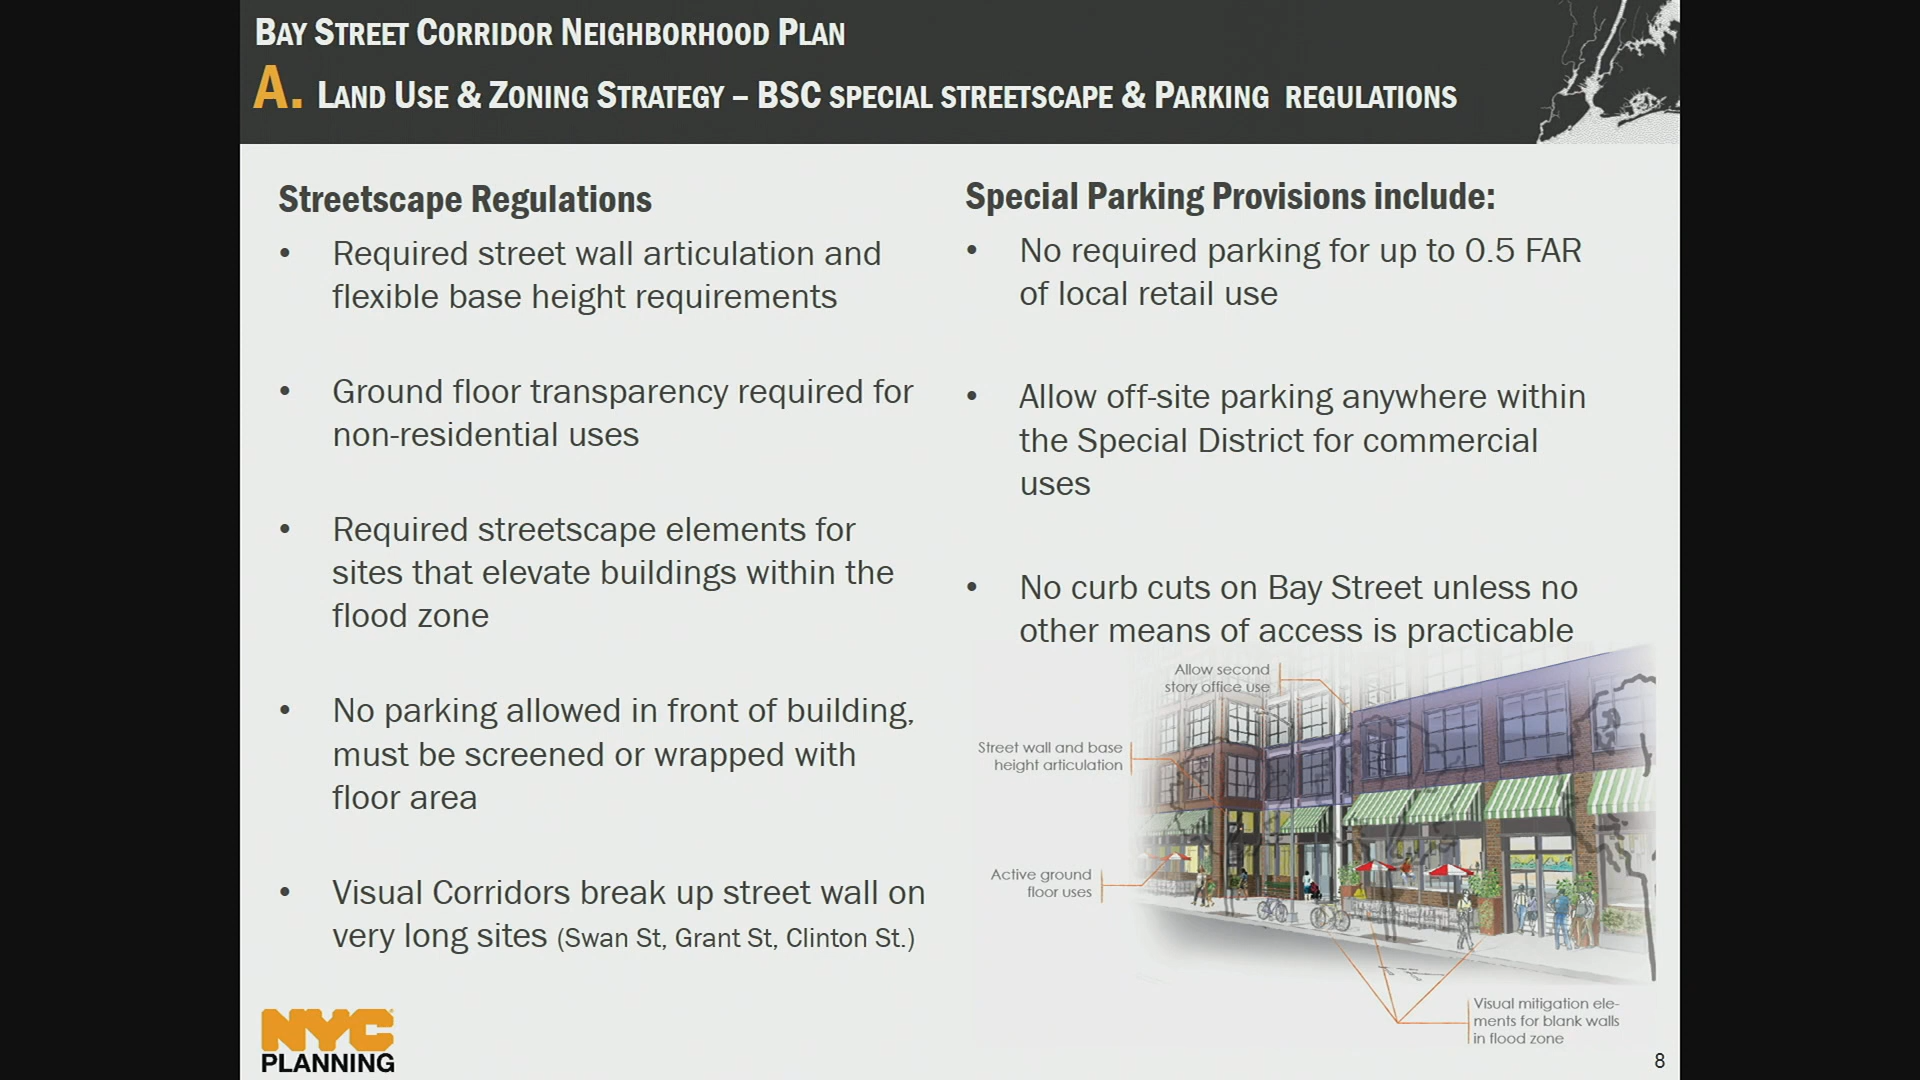 BAY STREET CORRIDOR NEIGHBORHOOD PLAN
A. LAND USE & ZONING STRATEGY – BSC SPECIAL STREETSCAPE & PARKING REGULATIONS
Streetscape Regulations
• Required street wall articulation and
flexible base height requirements
• Ground floor transparency required for
non-residential uses
• Required streetscape elements for
sites that elevate buildings within the
flood zone
• No parking allowed in front of building,
must be screened or wrapped with
floor area
• Visual Corridors break up street wall on
very long sites (Swan St, Grant St, Clinton St.)
Special Parking Provisions include:
• No required parking for up to 0.5 FAR
of local retail use
• Allow off-site parking anywhere within
the Special District for commercial
uses
• No curb cuts on Bay Street unless no
other means of access is practicable
Allow second
story office use
Street wall and base
height articulation
Active ground
floor uses
Visual mitigation ele-
ments for blank walls
in flood zone
NYC
PLANNING
8